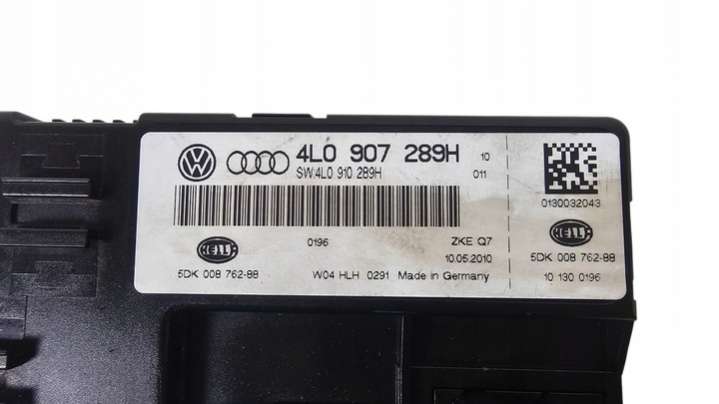 4L0 907 289H 10
SW.4L0 910 289H 011
0130032043
0196 ZKE Q7
10.05.2010
HELLA
5DK 008 762-88
W04 HLH 0291 Made in Germany
HELLA
5DK 008 762-88
10 130 0196